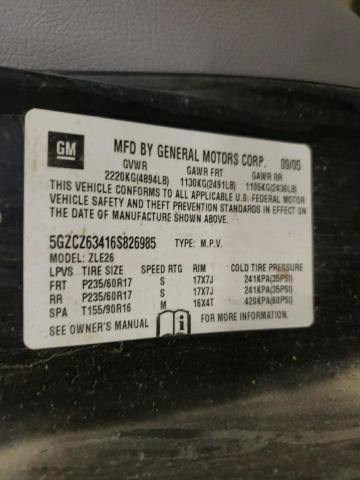 GM
MFD BY GENERAL MOTORS CORP. 09/05
GVWR GAWR FRT GAWR RR
2220KG(4894LB) 1130KG(2491LB) 1105KG(2436LB)
THIS VEHICLE CONFORMS TO ALL APPLICABLE U.S. FEDERAL MOTOR
VEHICLE SAFETY AND THEFT PREVENTION STANDARDS IN EFFECT ON
THE DATE OF MANUFACTURE SHOWN ABOVE.
5GZCZ63416S826985 TYPE: M.P.V.
MODEL: ZLE26
LPVS TIRE SIZE SPEED RTG RIM COLD TIRE PRESSURE
FRT P235/60R17 S 17X7J 241KPA(35PSI)
RR P235/60R17 S 17X7J 241KPA(35PSI)
SPA T155/90R16 M 16X4T 420KPA(60PSI)
SEE OWNER'S MANUAL FOR MORE INFORMATION.